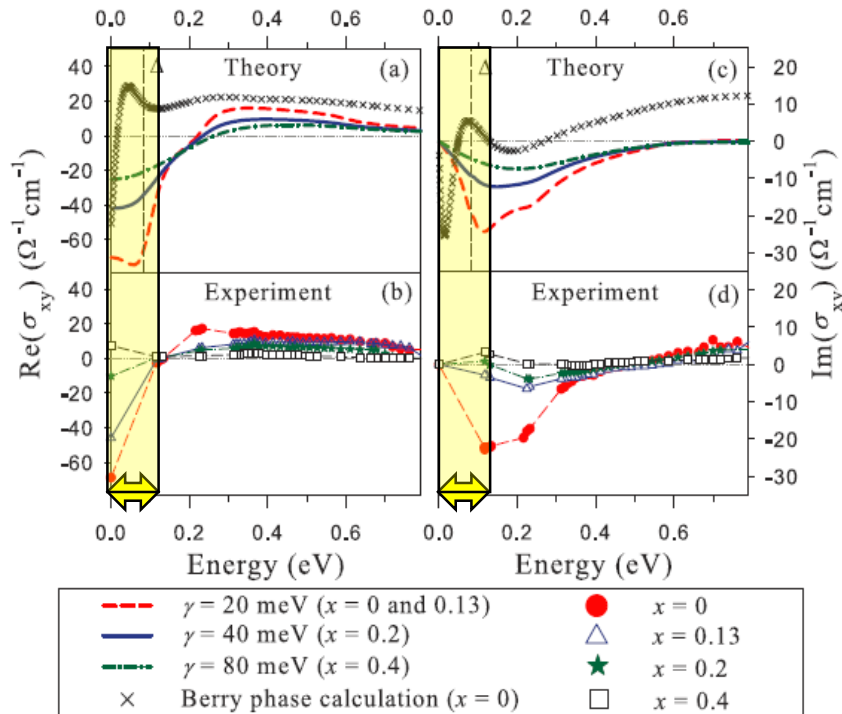 0.0 0.2 0.4 0.6 0.0 0.2 0.4 0.6
40 Δ Theory (a) Δ Theory (c) 20
20 10
0 0
-20 -10
-40 -20
-60 -30
Re(σxy) (Ω⁻¹cm⁻¹)
Im(σxy) (Ω⁻¹cm⁻¹)
40 Experiment (b) Experiment (d) 20
20 10
0 0
-20 -10
-40 -20
-60 -30
0.0 0.2 0.4 0.6 0.0 0.2 0.4 0.6
Energy (eV) Energy (eV)
γ = 20 meV (x = 0 and 0.13) x = 0
γ = 40 meV (x = 0.2) x = 0.13
γ = 80 meV (x = 0.4) x = 0.2
Berry phase calculation (x = 0) x = 0.4